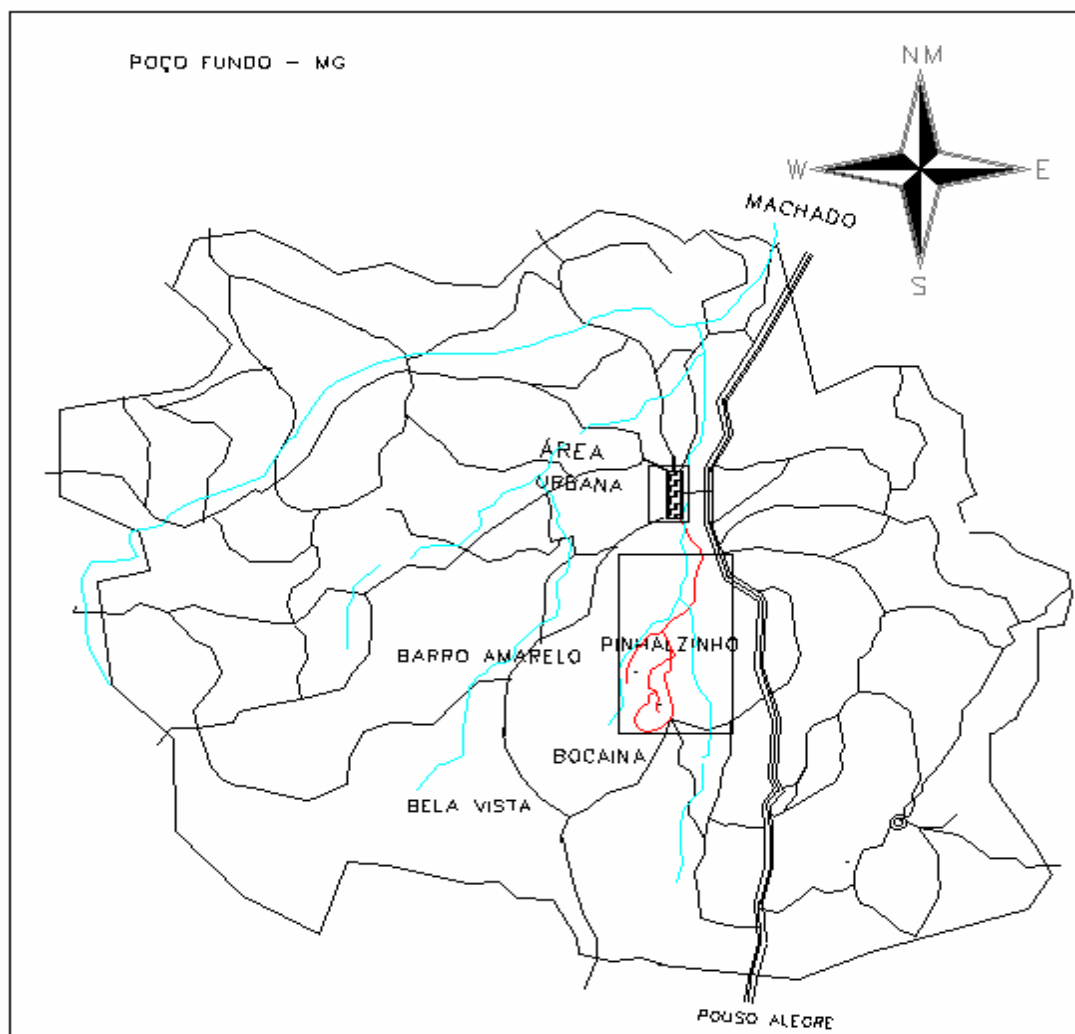 POÇO FUNDO – MG
NM
W
E
S
MACHADO
ÁREA
URBANA
BARRO AMARELO
PINHALZINHO
BOCAINA
BELA VISTA
POUSO ALEGRE